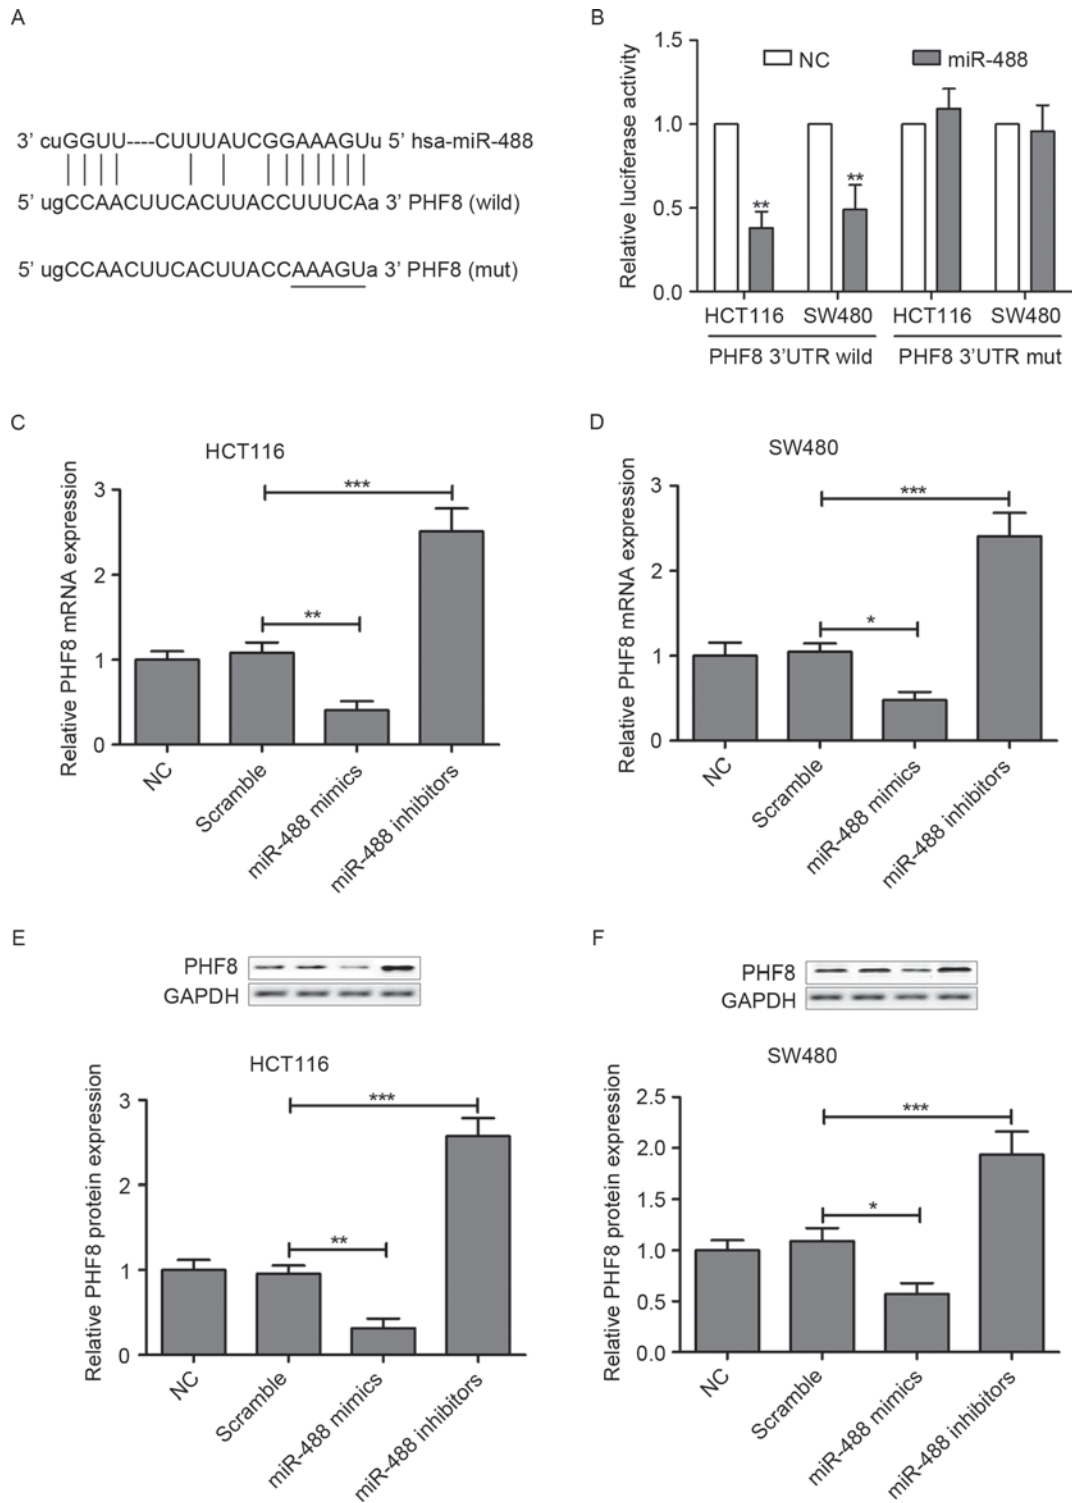 A
3’ cuGGUU----CUUUAUCGGAAAGUu 5’ hsa-miR-488
5’ ugCCAACUUCACUUACCUUUCAa 3’ PHF8 (wild)
5’ ugCCAACUUCACUUACCAAAGUa 3’ PHF8 (mut)
B
Relative luciferase activity
1.5
1.0
0.5
0.0
NC
miR-488
**
**
HCT116
SW480
HCT116
SW480
PHF8 3’UTR wild
PHF8 3’UTR mut
C
HCT116
Relative PHF8 mRNA expression
3
2
1
0
***
**
NC
Scramble
miR-488 mimics
miR-488 inhibitors
D
SW480
Relative PHF8 mRNA expression
3
2
1
0
***
*
NC
Scramble
miR-488 mimics
miR-488 inhibitors
E
PHF8
GAPDH
HCT116
Relative PHF8 protein expression
3
2
1
0
***
**
NC
Scramble
miR-488 mimics
miR-488 inhibitors
F
PHF8
GAPDH
SW480
Relative PHF8 protein expression
2.5
2.0
1.5
1.0
0.5
0.0
***
*
NC
Scramble
miR-488 mimics
miR-488 inhibitors